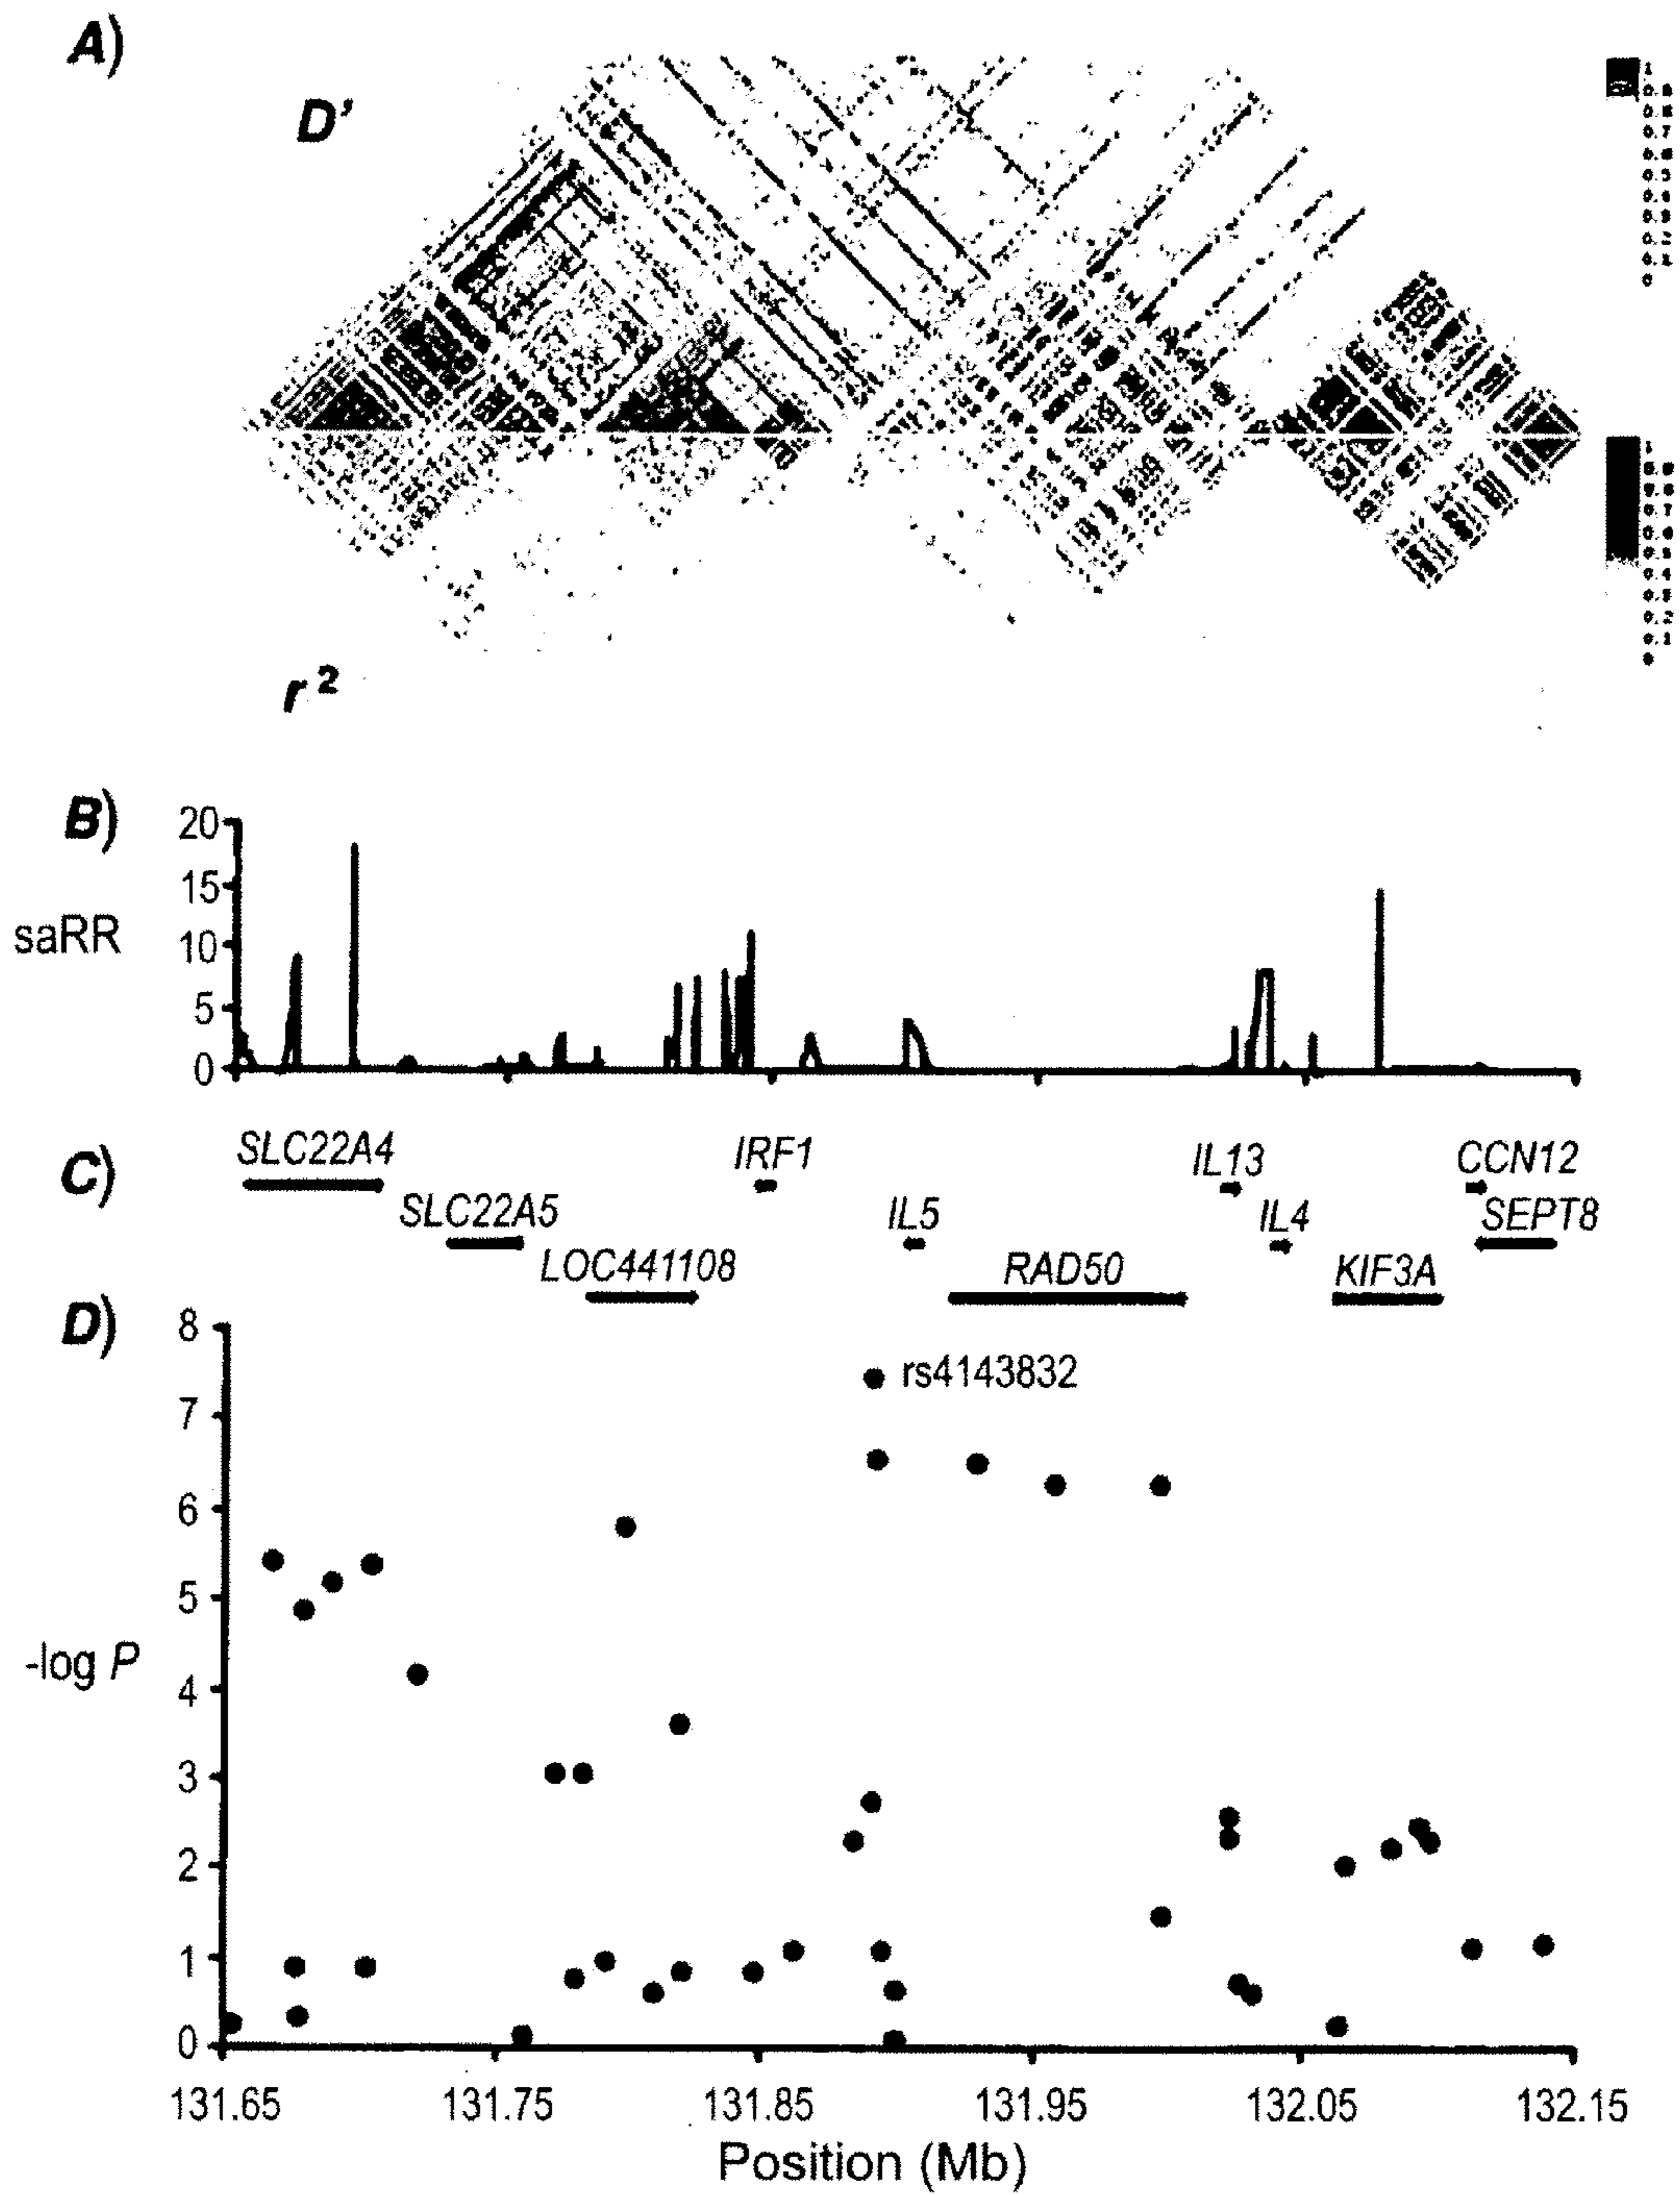 A)
D'
r 2
B)
20
15
saRR
10
5
0
C)
SLC22A4
IRF1
IL13
CCN12
SLC22A5
IL5
IL4
SEPT8
LOC441108
RAD50
KIF3A
D)
8
rs4143832
7
6
5
-log P
4
3
2
1
0
131.65 131.75 131.85 131.95 132.05 132.15
Position (Mb)